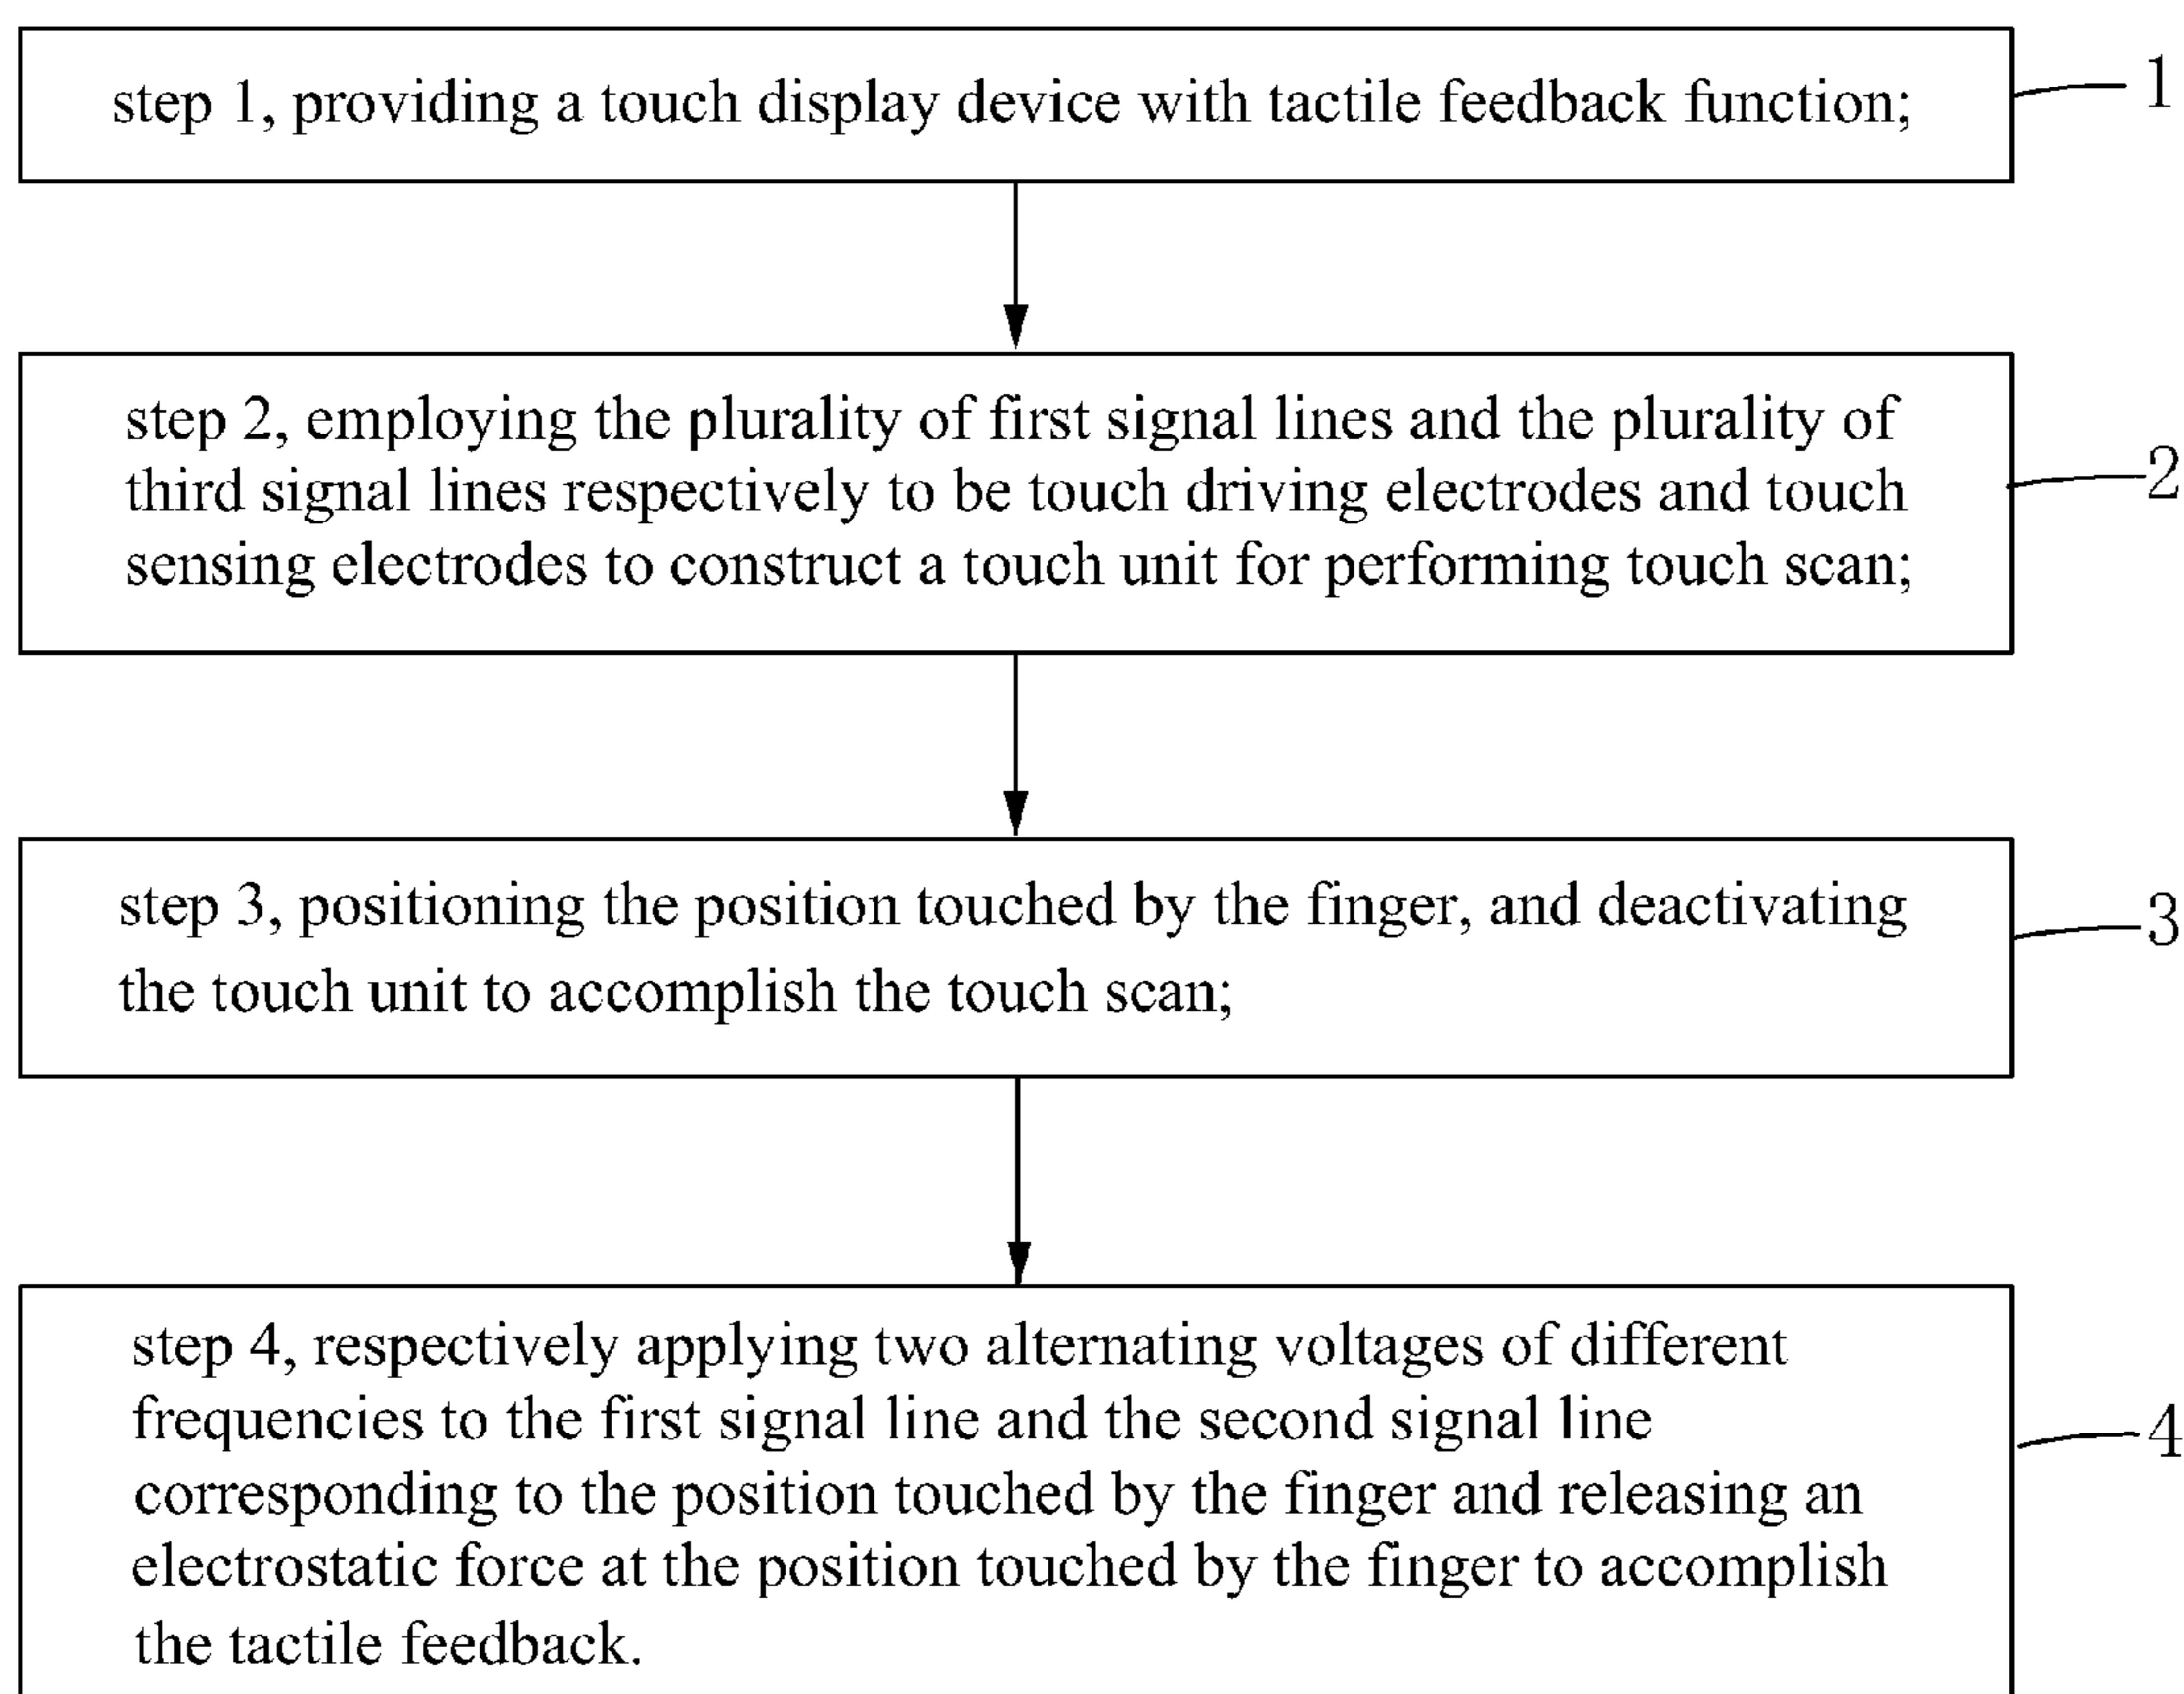 step 1, providing a touch display device with tactile feedback function;
1
step 2, employing the plurality of first signal lines and the plurality of
third signal lines respectively to be touch driving electrodes and touch
sensing electrodes to construct a touch unit for performing touch scan;
2
step 3, positioning the position touched by the finger, and deactivating
the touch unit to accomplish the touch scan;
3
step 4, respectively applying two alternating voltages of different
frequencies to the first signal line and the second signal line
corresponding to the position touched by the finger and releasing an
electrostatic force at the position touched by the finger to accomplish
the tactile feedback.
4